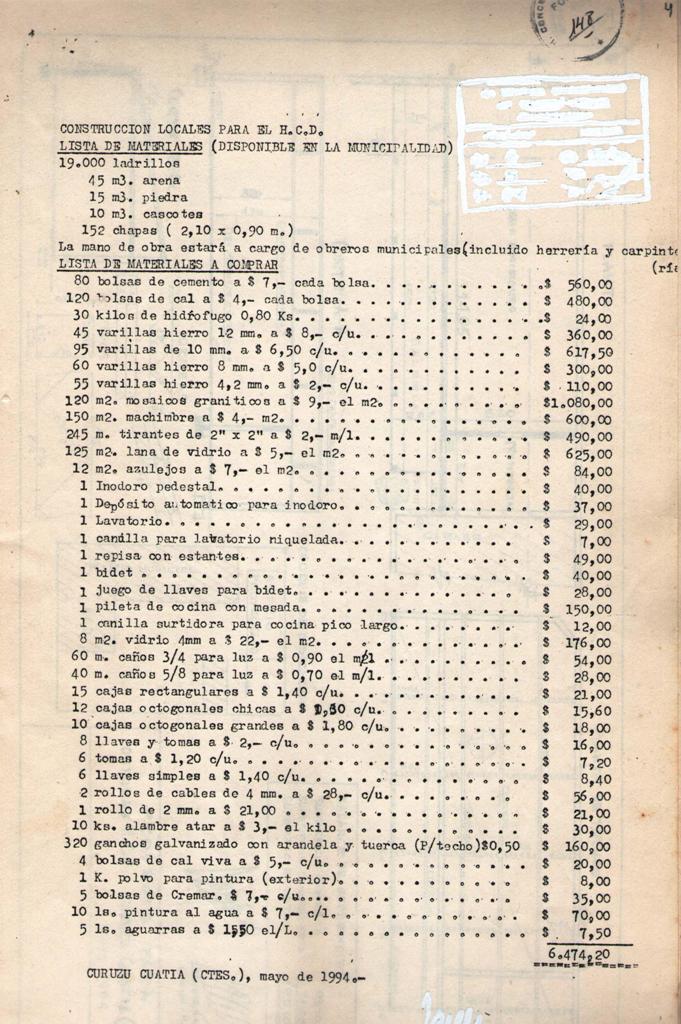 4
148
CONSTRUCCION LOCALES PARA EL H.C.D.
LISTA DE MATERIALES (DISPONIBLE EN LA MUNICIPALIDAD)
19.000 ladrillos
45 m3. arena
15 m3. piedra
10 m3. cascotes
152 chapas ( 2,10 x 0,90 m.)
La mano de obra estará a cargo de obreros municipales(incluido herrería y carpinte
(ría
LISTA DE MATERIALES A COMPRAR
80 bolsas de cemento a $ 7,- cada bolsa. . . . . . . . . . . . .$ 560,00
120 bolsas de cal a $ 4,- cada bolsa. . . . . . . . . . . . . . $ 480,00
30 kilos de hidrofugo 0,80 Ks. . . . . . . . . . . . . . . . .$ 24,00
45 varillas hierro 12 mm. a $ 8,- c/u. . . . . . . . . . . . . $ 360,00
95 varillas de 10 mm. a $ 6,50 c/u. . . . . . . . . . . . . . $ 617,50
60 varillas hierro 8 mm. a $ 5,0 c/u. . . . . . . . . . . . . $ 300,00
55 varillas hierro 4,2 mm. a $ 2,- c/u. . . . . . . . . . . . $ 110,00
120 m2. mosaicos graniticos a $ 9,- el m2. . . . . . . . . . . $1.080,00
150 m2. machimbre a $ 4,- m2. . . . . . . . . . . . . . . . . $ 600,00
245 m. tirantes de 2" x 2" a $ 2,- m/l. . . . . . . . . . . . $ 490,00
125 m2. lana de vidrio a $ 5,- el m2. . . . . . . . . . . . . $ 625,00
12 m2. azulejos a $ 7,- el m2. . . . . . . . . . . . . . . . $ 84,00
1 Inodoro pedestal. . . . . . . . . . . . . . . . . . . . . $ 40,00
1 Depósito automatico para inodoro. . . . . . . . . . . . . $ 37,00
1 Lavatorio. . . . . . . . . . . . . . . . . . . . . . . . $ 29,00
1 canilla para lavatorio niquelada. . . . . . . . . . . . . $ 7,00
1 repisa con estantes. . . . . . . . . . . . . . . . . . . $ 49,00
1 bidet . . . . . . . . . . . . . . . . . . . . . . . . . . $ 40,00
1 juego de llaves para bidet. . . . . . . . . . . . . . . . $ 28,00
1 pileta de cocina con mesada. . . . . . . . . . . . . . . $ 150,00
1 canilla surtidora para cocina pico largo. . . . . . . . . $ 12,00
8 m2. vidrio 4mm a $ 22,- el m2. . . . . . . . . . . . . . $ 176,00
60 m. caños 3/4 para luz a $ 0,90 el m/l . . . . . . . . . . $ 54,00
40 m. caños 5/8 para luz a $ 0,70 el m/l. . . . . . . . . . $ 28,00
15 cajas rectangulares a $ 1,40 c/u. . . . . . . . . . . . . $ 21,00
12 cajas octogonales chicas a $ 1,30 c/u. . . . . . . . . . $ 15,60
10 cajas octogonales grandes a $ 1,80 c/u. . . . . . . . . . $ 18,00
8 llaves y tomas a $ 2,- c/u. . . . . . . . . . . . . . . . $ 16,00
6 tomas a $ 1,20 c/u. . . . . . . . . . . . . . . . . . . . $ 7,20
6 llaves simples a $ 1,40 c/u. . . . . . . . . . . . . . . $ 8,40
2 rollos de cables de 4 mm. a $ 28,- c/u. . . . . . . . . . $ 56,00
1 rollo de 2 mm. a $ 21,00 . . . . . . . . . . . . . . . . $ 21,00
10 ks. alambre atar a $ 3,- el kilo . . . . . . . . . . . . $ 30,00
320 ganchos galvanizado con arandela y tuerca (P/techo)$0,50 $ 160,00
4 bolsas de cal viva a $ 5,- c/u. . . . . . . . . . . . . . $ 20,00
1 K. polvo para pintura (exterior). . . . . . . . . . . . . $ 8,00
5 bolsas de Cremar. $ 7,- c/u. . . . . . . . . . . . . . . $ 35,00
10 ls. pintura al agua a $ 7,- c/l. . . . . . . . . . . . . $ 70,00
5 ls. aguarras a $ 1,50 el/L. . . . . . . . . . . . . . . . $ 7,50
6.474,20
CURUZU CUATIA (CTES.), mayo de 1994.-